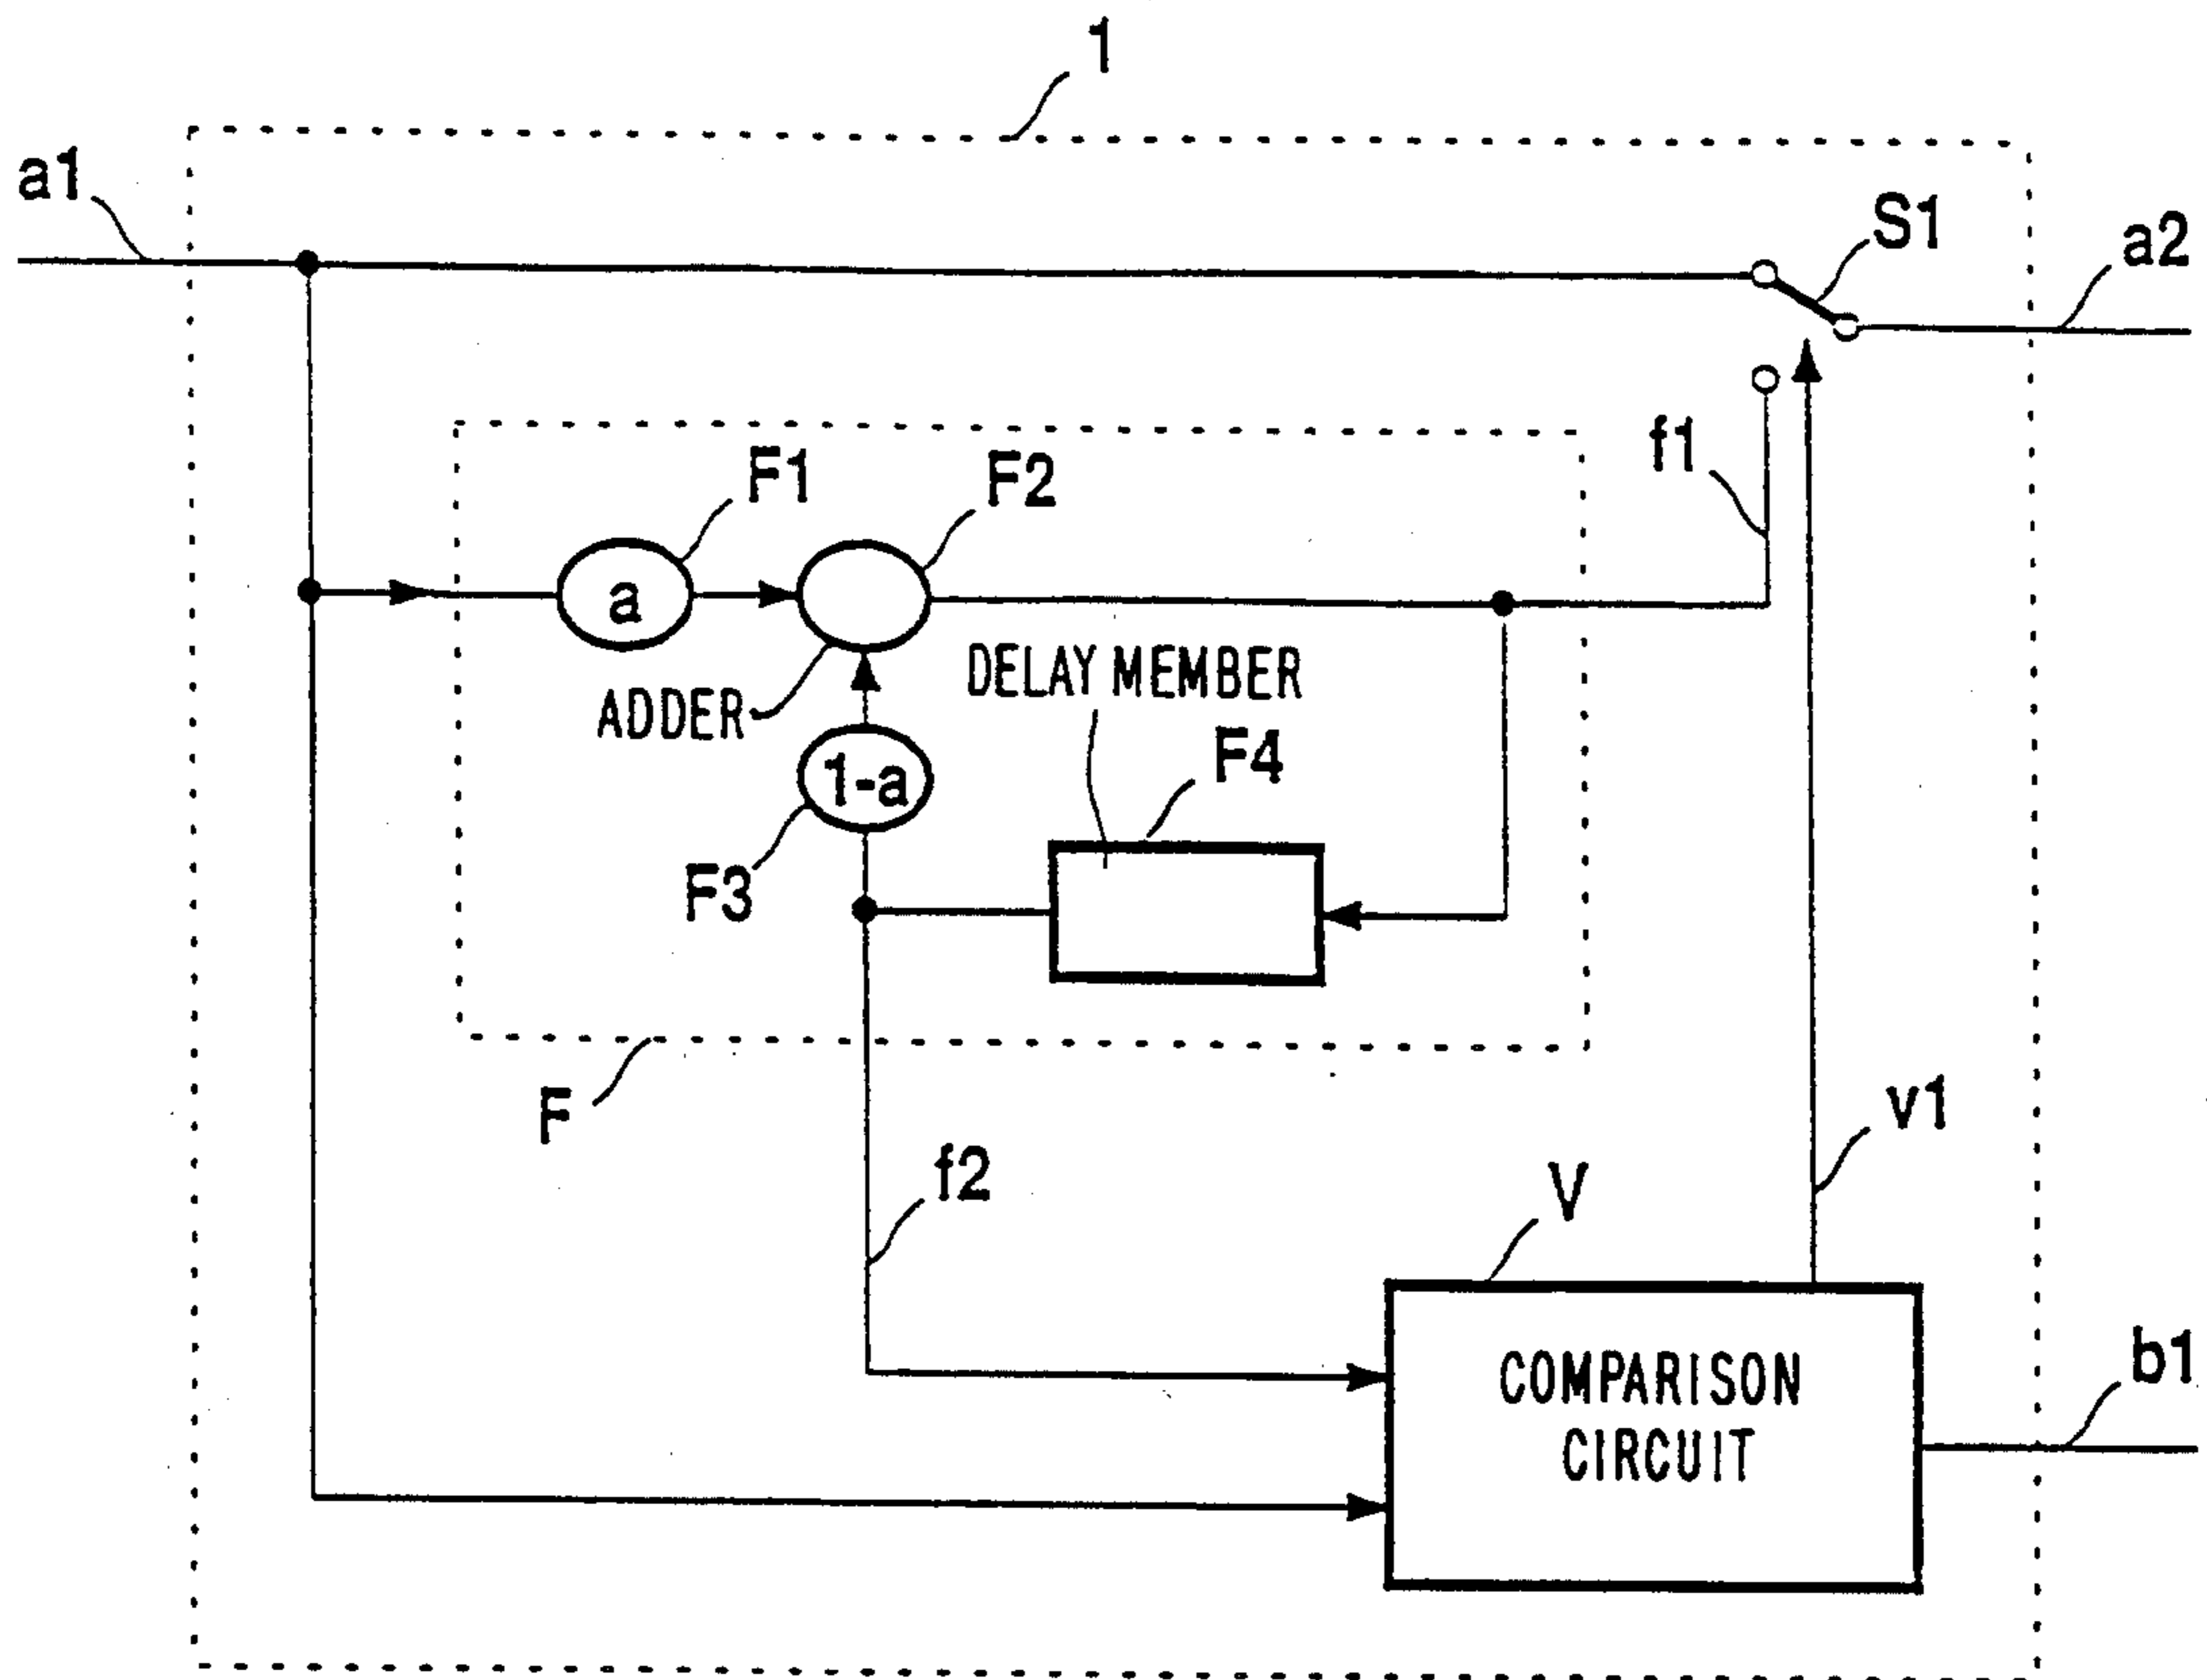 1
a1
S1
a2
F1
F2
f1
a
ADDER
DELAY MEMBER
1-a
F4
F3
F
f2
v1
V
COMPARISON
CIRCUIT
b1